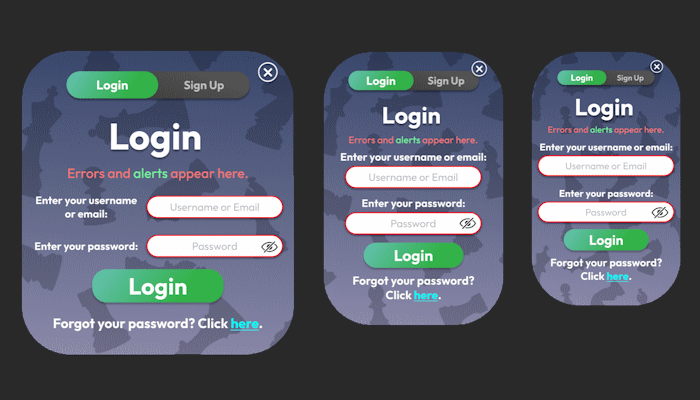 Login Sign Up
Login
Errors and alerts appear here.
Enter your username
or email:
Username or Email
Enter your password:
Password
Login
Forgot your password? Click here.
Login Sign Up
Login
Errors and alerts appear here.
Enter your username or email:
Username or Email
Enter your password:
Password
Login
Forgot your password?
Click here.
Login Sign Up
Login
Errors and alerts appear here.
Enter your username or email:
Username or Email
Enter your password:
Password
Login
Forgot your password?
Click here.